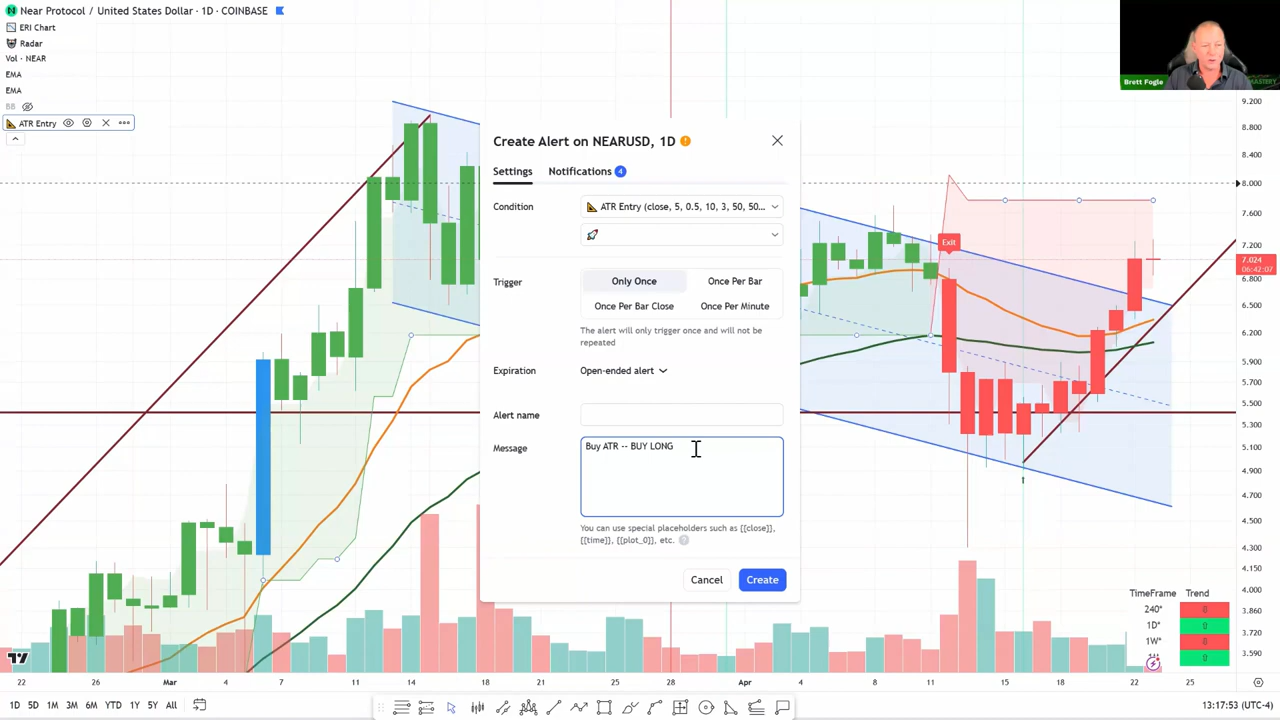 Near Protocol / United States Dollar · 1D · COINBASE
ERI Chart
Radar
Vol · NEAR
EMA
EMA
BB
ATR Entry
Brett Fogle
Create Alert on NEARUSD, 1D
Settings
Notifications 4
Condition
ATR Entry (close, 5, 0.5, 10, 3, 50, 50...
Trigger
Only Once
Once Per Bar
Once Per Bar Close
Once Per Minute
The alert will only trigger once and will not be
repeated
Expiration
Open-ended alert
Alert name
Message
Buy ATR -- BUY LONG
You can use special placeholders such as {{close}},
{{time}}, {{plot_0}}, etc.
Cancel
Create
Exit
9.200
8.800
8.400
8.000
7.600
7.200
7.024
06:42:07
6.800
6.500
6.200
5.900
5.700
5.500
5.300
5.100
4.900
4.700
4.500
4.300
4.150
4.000
3.860
3.720
3.590
TimeFrame Trend
240*
1D*
1W*
22 26 Mar 7 11 14 18 21 25 28 Apr 4 8 11 15 18 22 26
1D 5D 1M 3M 6M YTD 1Y 5Y All
13:17:53 (UTC-4)